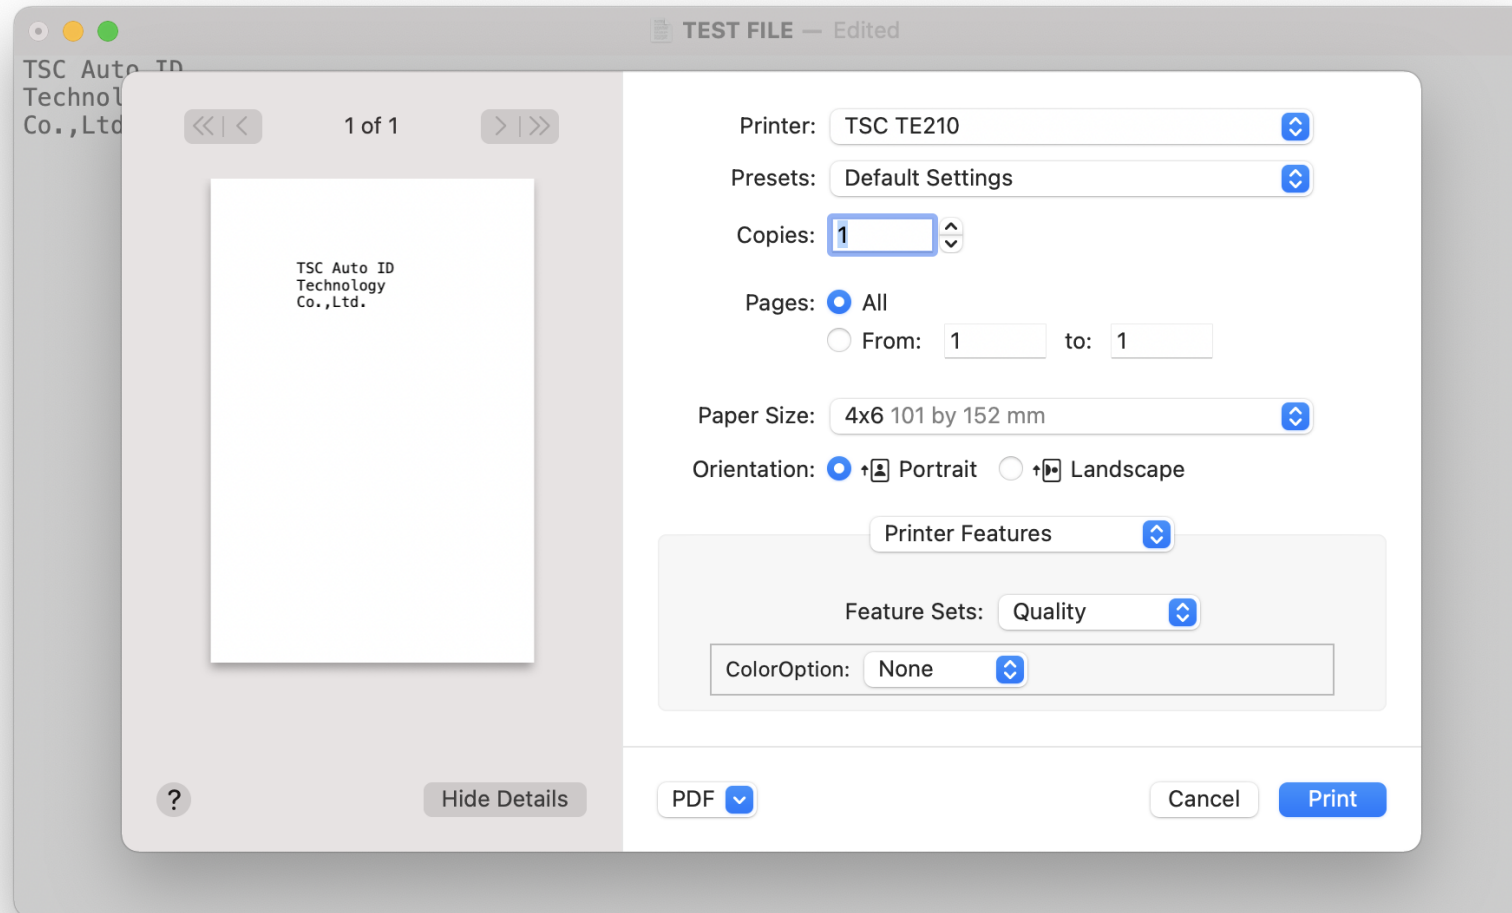 TEST FILE — Edited
TSC Auto ID
Technol
Co.,Ltd
1 of 1
TSC Auto ID
Technology
Co.,Ltd.
? Hide Details
Printer: TSC TE210
Presets: Default Settings
Copies: 1
Pages: All
From: 1 to: 1
Paper Size: 4x6 101 by 152 mm
Orientation: Portrait Landscape
Printer Features
Feature Sets: Quality
ColorOption: None
PDF Cancel Print